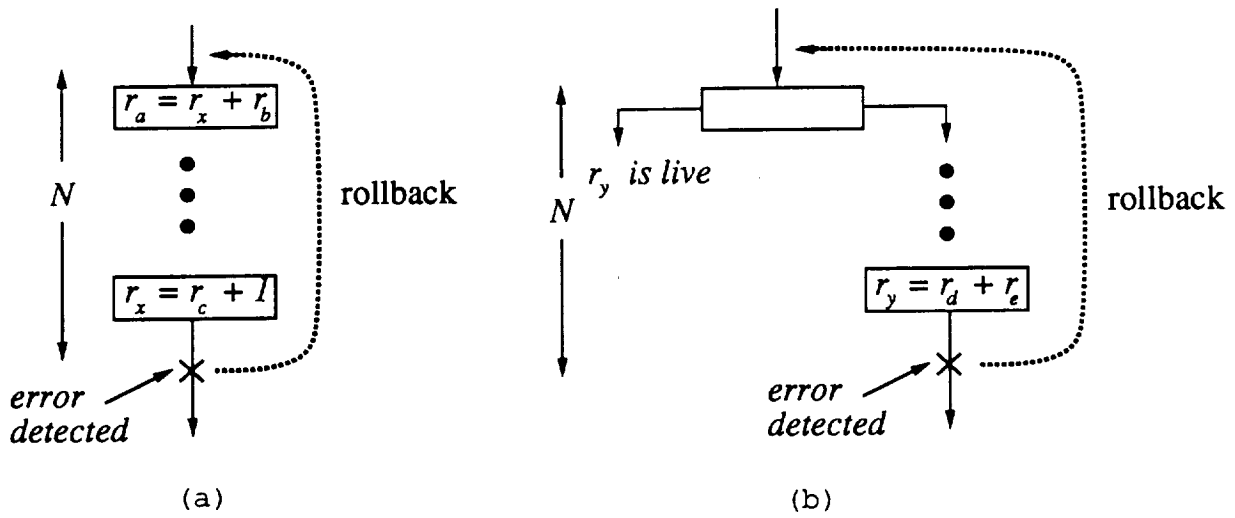 r_a = r_x + r_b
N
rollback
r_x = r_c + 1
error
detected
(a)
r_y is live
N
rollback
r_y = r_d + r_e
error
detected
(b)